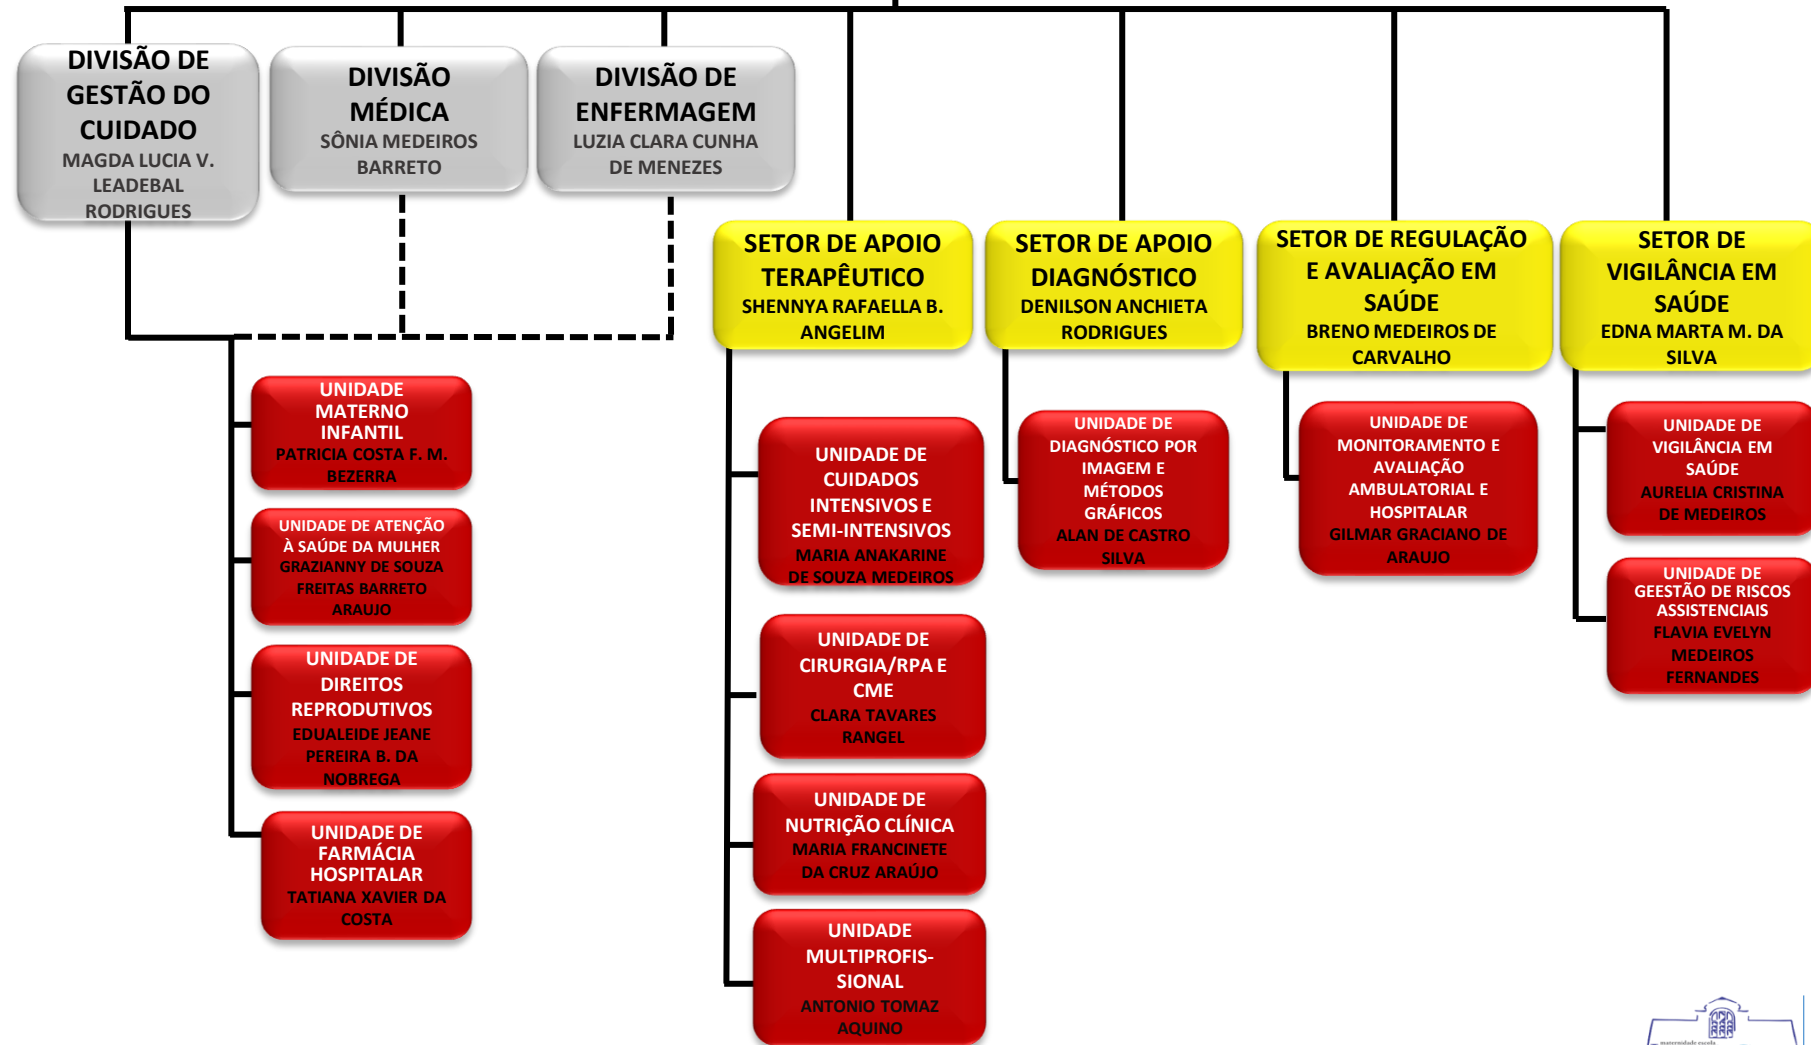 DIVISÃO DE
GESTÃO DO
CUIDADO
MAGDA LUCIA V.
LEADEBAL
RODRIGUES
DIVISÃO
MÉDICA
SÔNIA MEDEIROS
BARRETO
DIVISÃO DE
ENFERMAGEM
LUZIA CLARA CUNHA
DE MENEZES
SETOR DE APOIO
TERAPÊUTICO
SHENNYA RAFAELLA B.
ANGELIM
SETOR DE APOIO
DIAGNÓSTICO
DENILSON ANCHIETA
RODRIGUES
SETOR DE REGULAÇÃO
E AVALIAÇÃO EM
SAÚDE
BRENO MEDEIROS DE
CARVALHO
SETOR DE
VIGILÂNCIA EM
SAÚDE
EDNA MARTA M. DA
SILVA
UNIDADE
MATERNO
INFANTIL
PATRICIA COSTA F. M.
BEZERRA
UNIDADE DE ATENÇÃO
À SAÚDE DA MULHER
GRAZIANNY DE SOUZA
FREITAS BARRETO
ARAUJO
UNIDADE DE
DIREITOS
REPRODUTIVOS
EDUALEIDE JEANE
PEREIRA B. DA
NOBREGA
UNIDADE DE
FARMÁCIA
HOSPITALAR
TATIANA XAVIER DA
COSTA
UNIDADE DE
CUIDADOS
INTENSIVOS E
SEMI-INTENSIVOS
MARIA ANAKARINE
DE SOUZA MEDEIROS
UNIDADE DE
CIRURGIA/RPA E
CME
CLARA TAVARES
RANGEL
UNIDADE DE
NUTRIÇÃO CLÍNICA
MARIA FRANCINETE
DA CRUZ ARAÚJO
UNIDADE
MULTIPROFIS-
SIONAL
ANTONIO TOMAZ
AQUINO
UNIDADE DE
DIAGNÓSTICO POR
IMAGEM E
MÉTODOS
GRÁFICOS
ALAN DE CASTRO
SILVA
UNIDADE DE
MONITORAMENTO E
AVALIAÇÃO
AMBULATORIAL E
HOSPITALAR
GILMAR GRACIANO DE
ARAUJO
UNIDADE DE
VIGILÂNCIA EM
SAÚDE
AURELIA CRISTINA
DE MEDEIROS
UNIDADE DE
GEESTÃO DE RISCOS
ASSISTENCIAIS
FLAVIA EVELYN
MEDEIROS
FERNANDES
maternidade escola